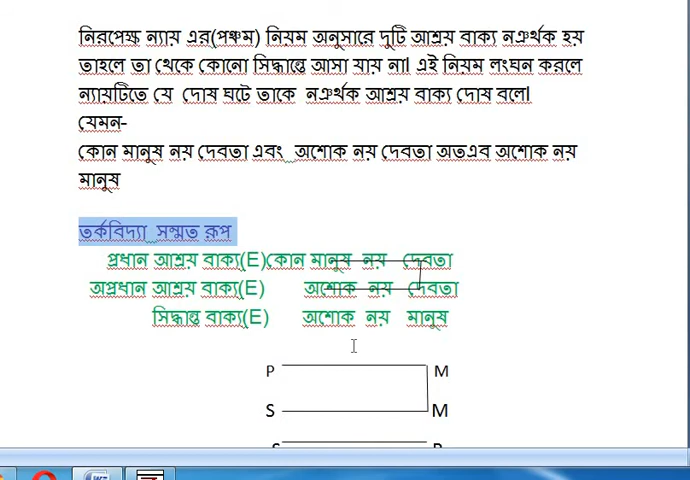 নিরপেক্ষ ন্যায় এর(পঞ্চম) নিয়ম অনুসারে দুটি আশ্রয় বাক্য নঞর্থক হয়
তাহলে তা থেকে কোনো সিদ্ধান্তে আসা যায় না৷ এই নিয়ম লংঘন করলে
ন্যায়টিতে যে দোষ ঘটে তাকে নঞর্থক আশ্রয় বাক্য দোষ বলে৷
যেমন-
কোন মানুষ নয় দেবতা এবং অশোক নয় দেবতা অতএব অশোক নয়
মানুষ
তর্কবিদ্যা সম্মত রূপ
প্রধান আশ্রয় বাক্য(E)কোন মানুষ নয় দেবতা
অপ্রধান আশ্রয় বাক্য(E) অশোক নয় দেবতা
সিদ্ধান্ত বাক্য(E) অশোক নয় মানুষ
P M
S M